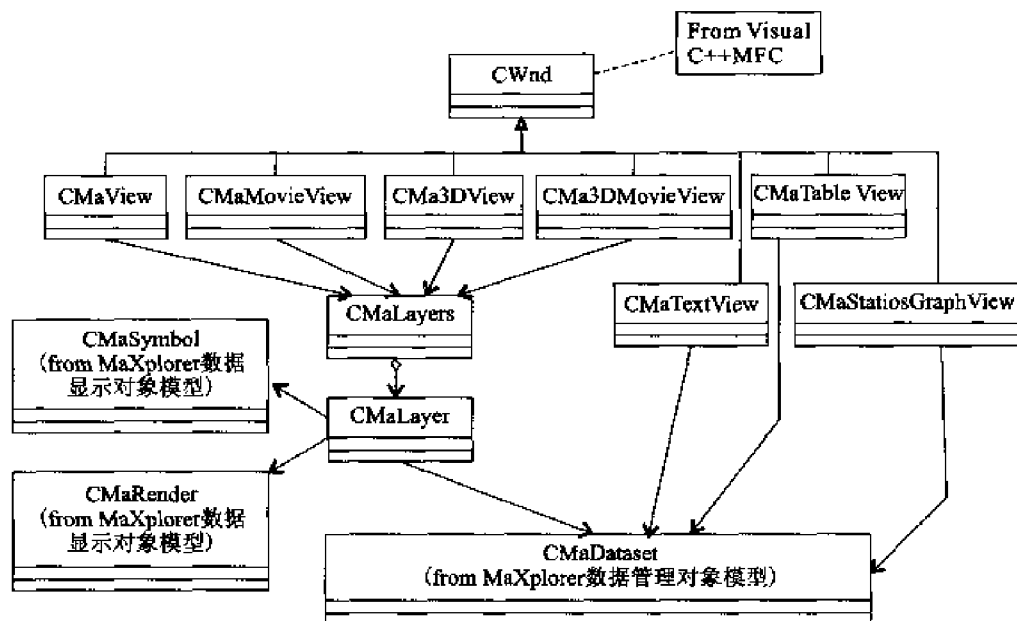 From Visual
C++MFC
CWnd
CMaView
CMaMovieView
CMa3DView
CMa3DMovieView
CMaTable View
CMaLayers
CMaTextView
CMaStatiosGraphView
CMaSymbol
(from MaXplorer数据
显示对象模型)
CMaLayer
CMaRender
(from MaXplorer数据
显示对象模型)
CMaDataset
(from MaXplorer数据管理对象模型)